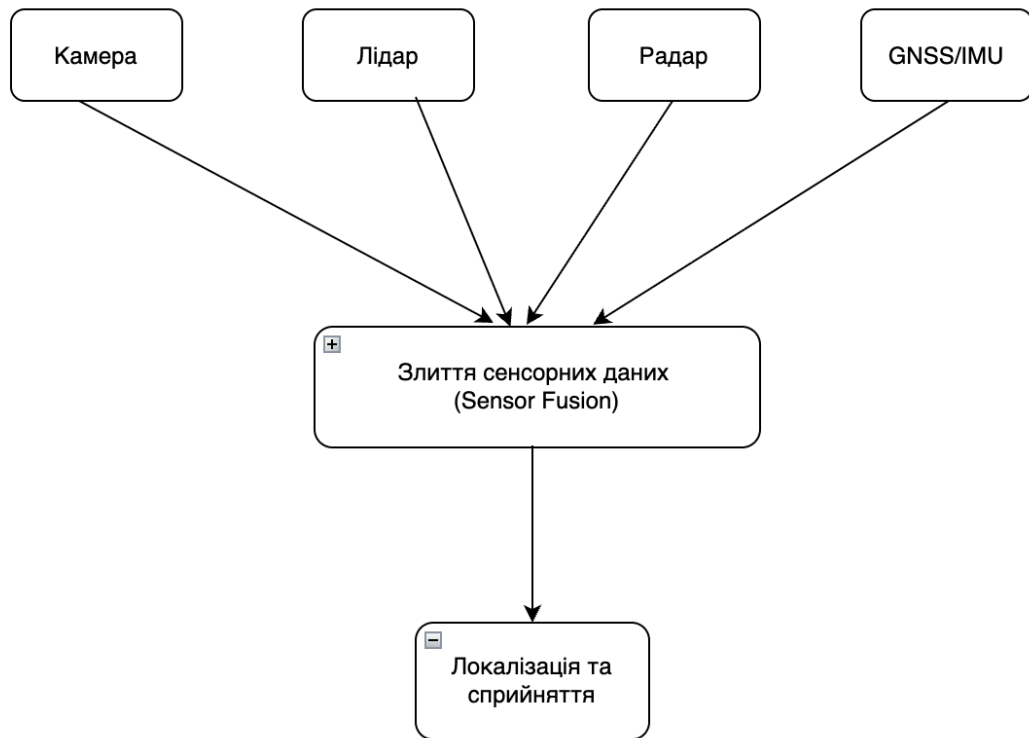 Камера
Лідар
Радар
GNSS/IMU
Злиття сенсорних даних
(Sensor Fusion)
Локалізація та
сприйняття